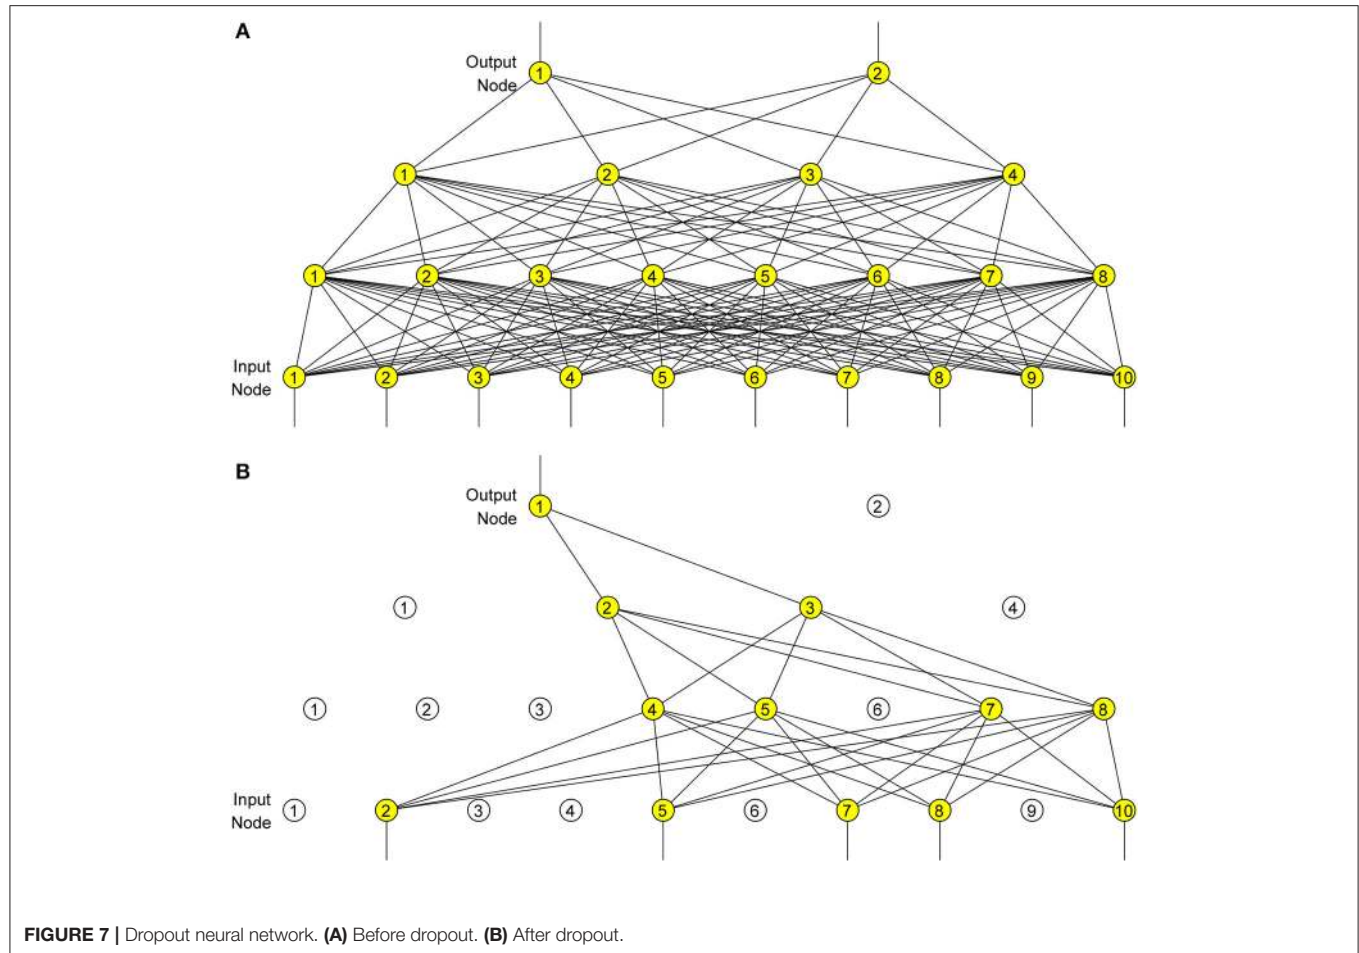 A
Output
Node
1 2
1 2 3 4
1 2 3 4 5 6 7 8
Input
Node
1 2 3 4 5 6 7 8 9 10
B
Output
Node
1 2
1 2 3 4
1 2 3 4 5 6 7 8
Input
Node
1 2 3 4 5 6 7 8 9 10
FIGURE 7 | Dropout neural network. (A) Before dropout. (B) After dropout.